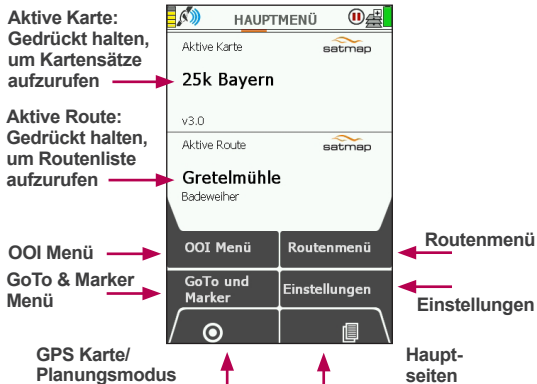 Aktive Karte:
Gedrückt halten,
um Kartensätze
aufzurufen
Aktive Route:
Gedrückt halten,
um Routenliste
aufzurufen
OOI Menü
GoTo & Marker
Menü
GPS Karte/
Planungsmodus
HAUPTMENÜ
Aktive Karte
satmap
25k Bayern
v3.0
Aktive Route
satmap
Gretelmühle
Badeweiher
OOI Menü
Routenmenü
GoTo und
Marker
Einstellungen
Routenmenü
Einstellungen
Haupt-
seiten